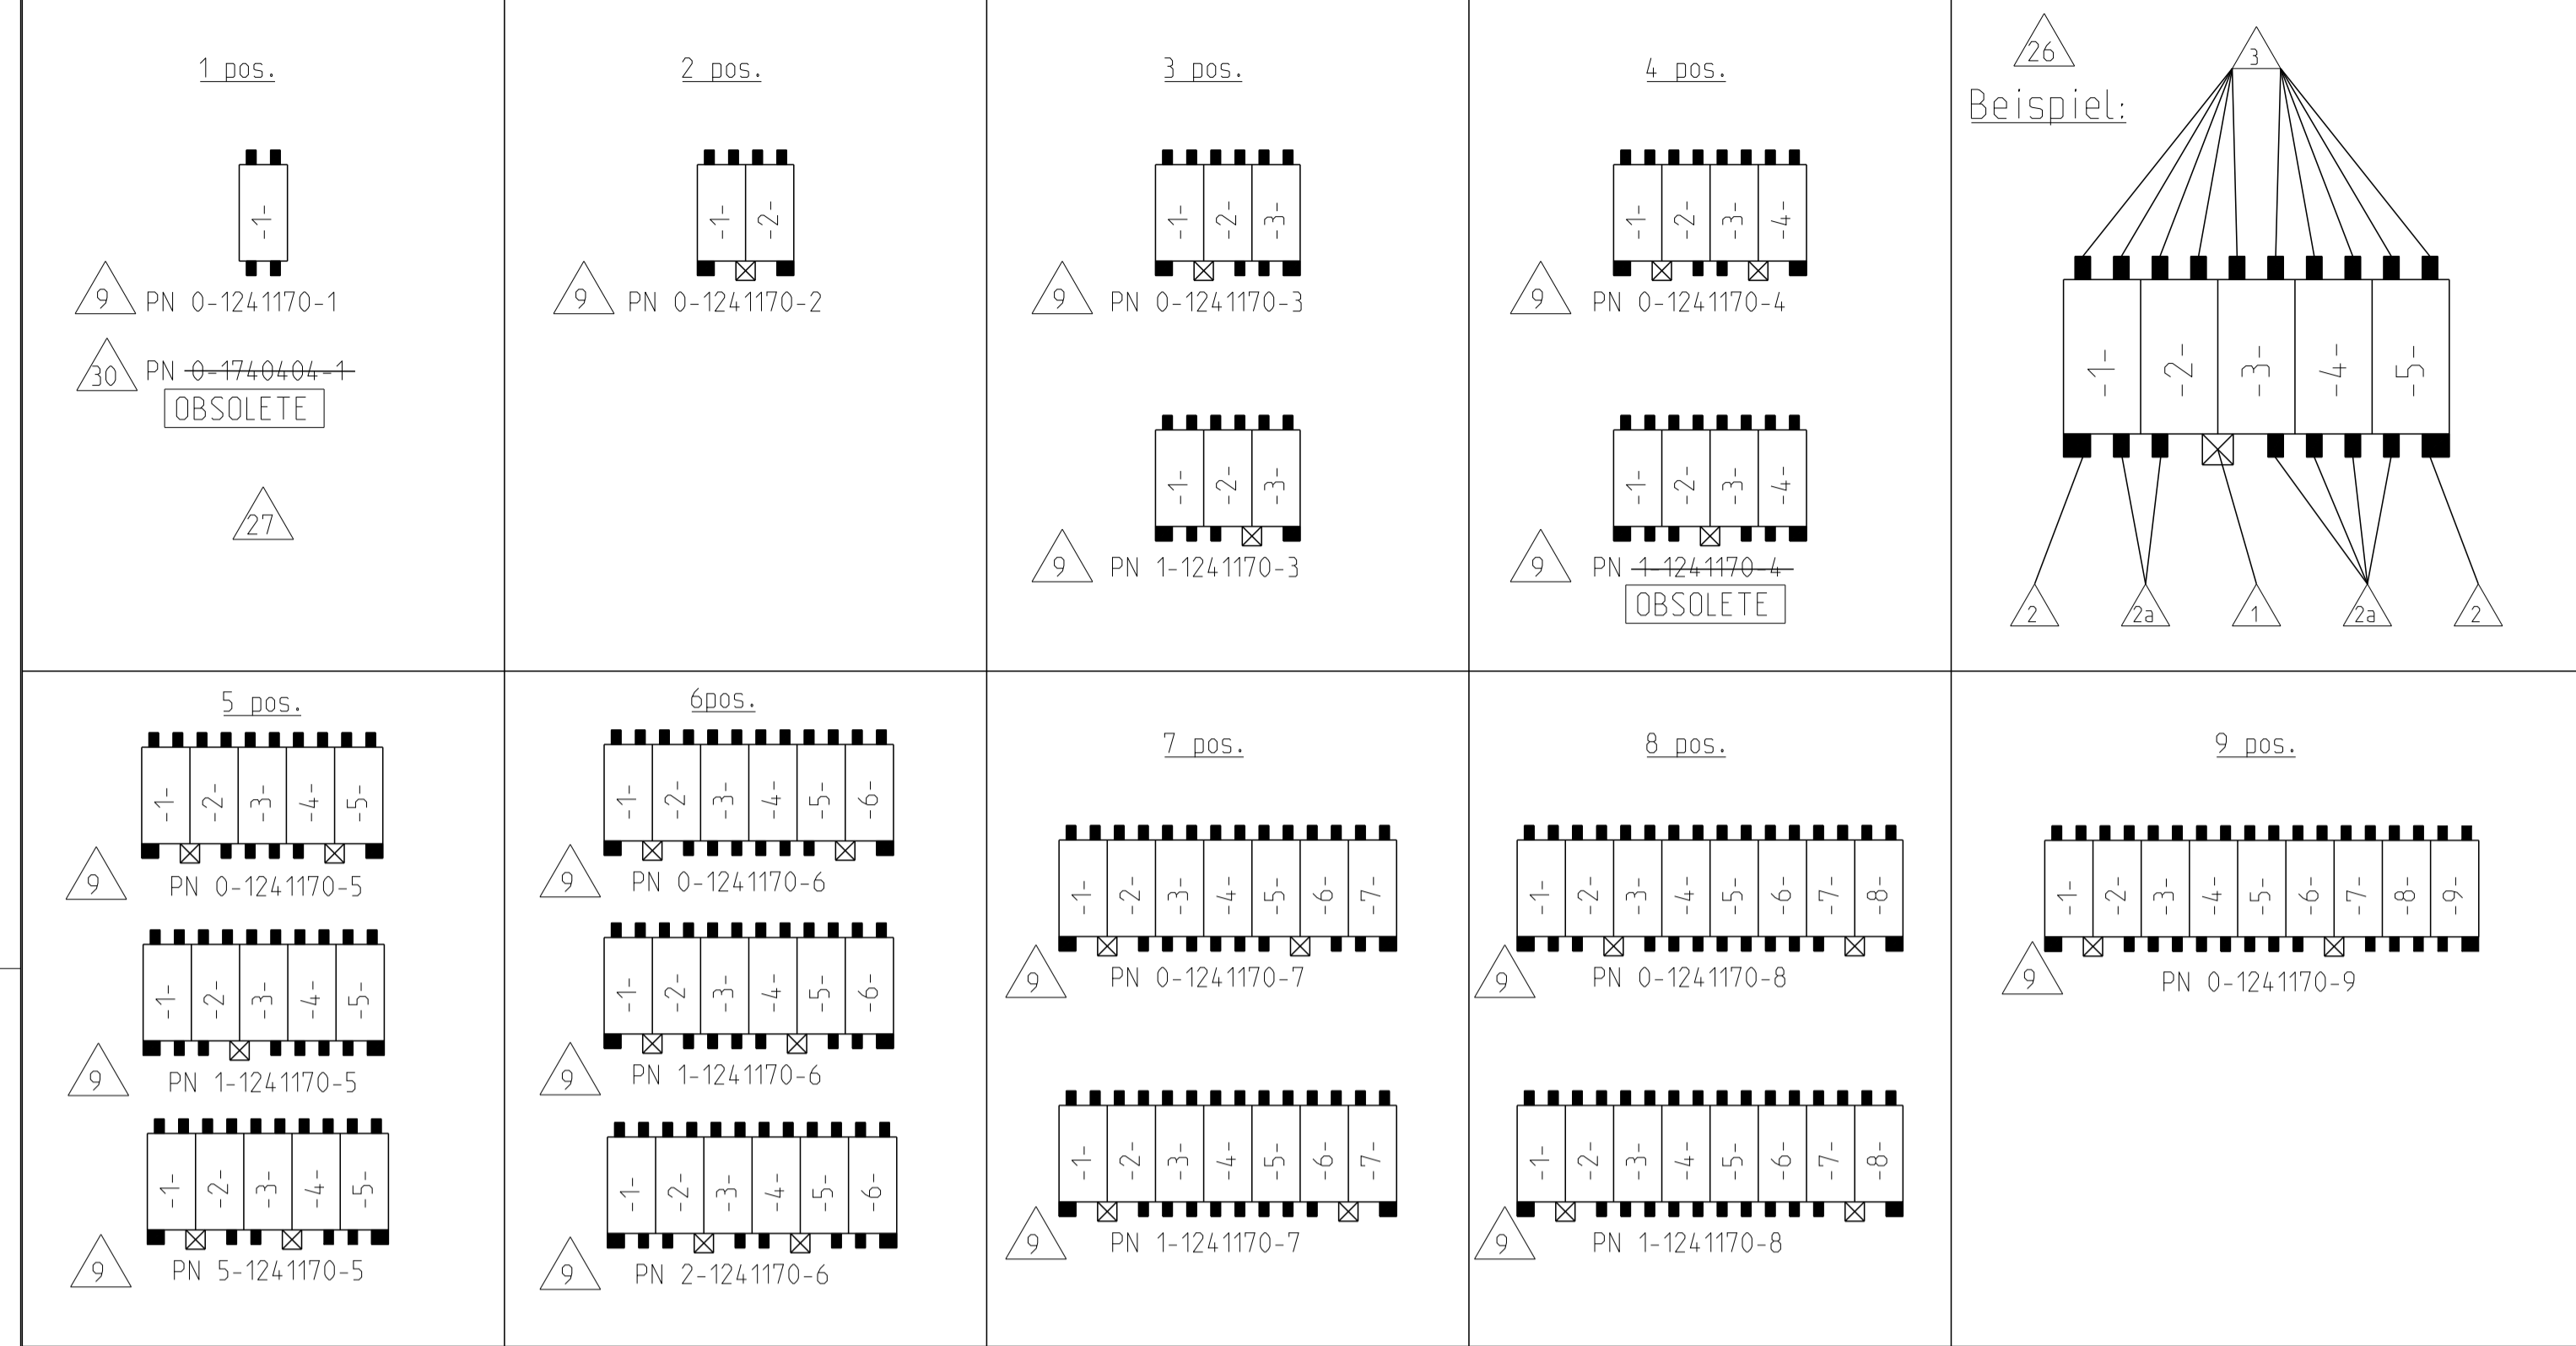 1 pos.
-1-
9 PN 0-1241170-1
30 PN 0-1740404-1
OBSOLETE
27
2 pos.
-1- -2-
9 PN 0-1241170-2
3 pos.
-1- -2- -3-
9 PN 0-1241170-3
-1- -2- -3-
9 PN 1-1241170-3
4 pos.
-1- -2- -3- -4-
9 PN 0-1241170-4
-1- -2- -3- -4-
9 PN 1-1241170-4
OBSOLETE
26
3
Beispiel:
-1- -2- -3- -4- -5-
2 2a 1 2a 2
5 pos.
-1- -2- -3- -4- -5-
9 PN 0-1241170-5
-1- -2- -3- -4- -5-
9 PN 1-1241170-5
-1- -2- -3- -4- -5-
9 PN 5-1241170-5
6pos.
-1- -2- -3- -4- -5- -6-
9 PN 0-1241170-6
-1- -2- -3- -4- -5- -6-
9 PN 1-1241170-6
-1- -2- -3- -4- -5- -6-
9 PN 2-1241170-6
7 pos.
-1- -2- -3- -4- -5- -6- -7-
9 PN 0-1241170-7
-1- -2- -3- -4- -5- -6- -7-
9 PN 1-1241170-7
8 pos.
-1- -2- -3- -4- -5- -6- -7- -8-
9 PN 0-1241170-8
-1- -2- -3- -4- -5- -6- -7- -8-
9 PN 1-1241170-8
9 pos.
-1- -2- -3- -4- -5- -6- -7- -8- -9-
9 PN 0-1241170-9